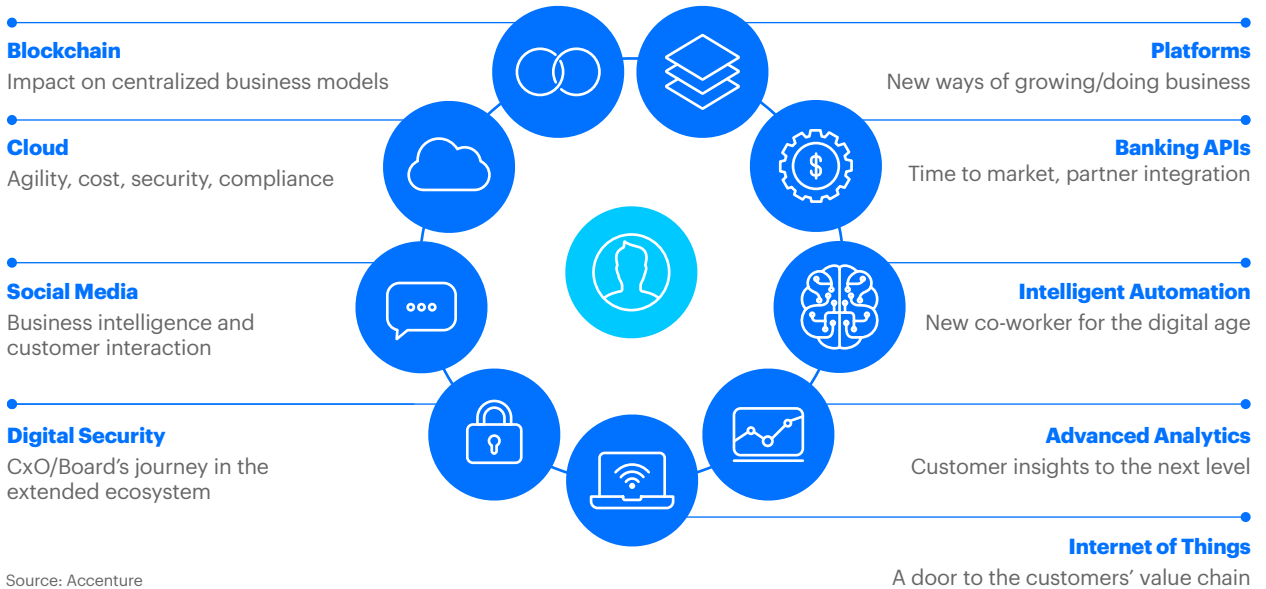 Blockchain
Impact on centralized business models
Cloud
Agility, cost, security, compliance
Social Media
Business intelligence and
customer interaction
Digital Security
CxO/Board’s journey in the
extended ecosystem
Platforms
New ways of growing/doing business
Banking APIs
Time to market, partner integration
$
Intelligent Automation
New co-worker for the digital age
Advanced Analytics
Customer insights to the next level
Internet of Things
A door to the customers’ value chain
Source: Accenture